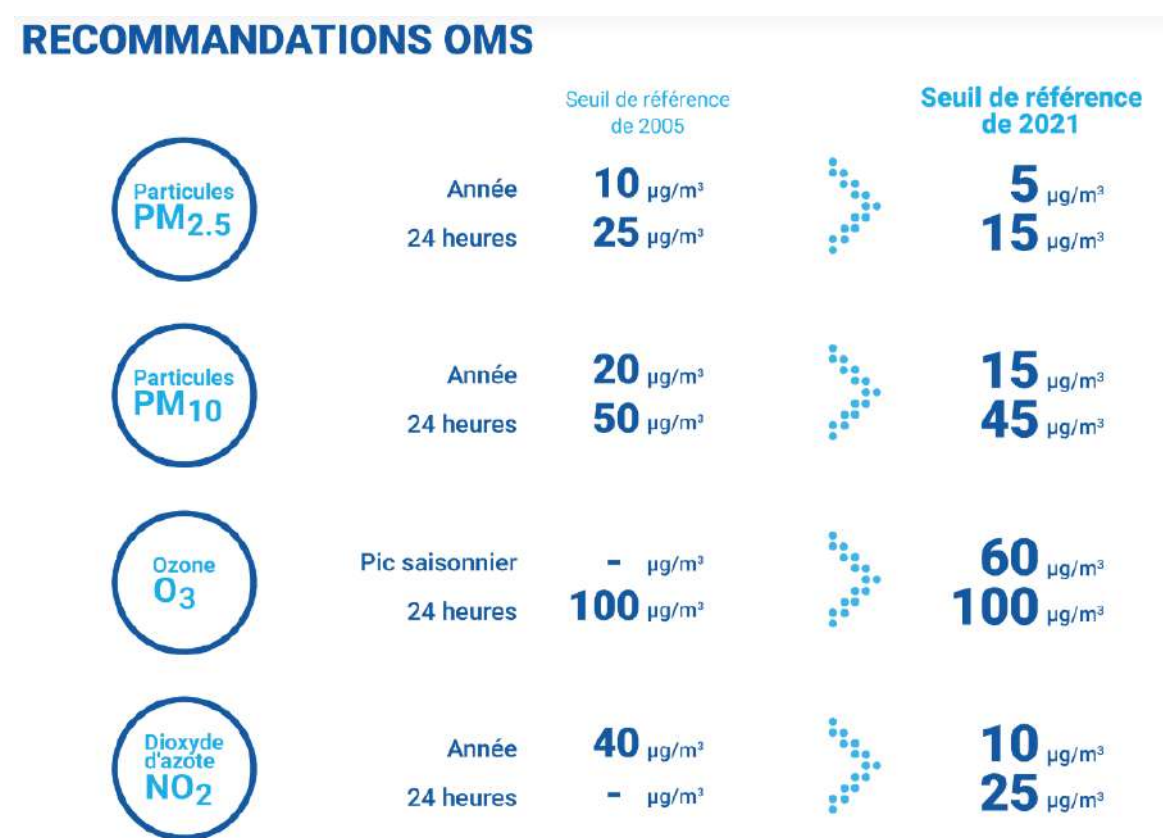 RECOMMANDATIONS OMS
Seuil de référence
de 2005
Seuil de référence
de 2021
Particules
PM2.5
Année
10 µg/m³
5 µg/m³
24 heures
25 µg/m³
15 µg/m³
Particules
PM10
Année
20 µg/m³
15 µg/m³
24 heures
50 µg/m³
45 µg/m³
Ozone
O3
Pic saisonnier
- µg/m³
60 µg/m³
24 heures
100 µg/m³
100 µg/m³
Dioxyde
d'azote
NO2
Année
40 µg/m³
10 µg/m³
24 heures
- µg/m³
25 µg/m³